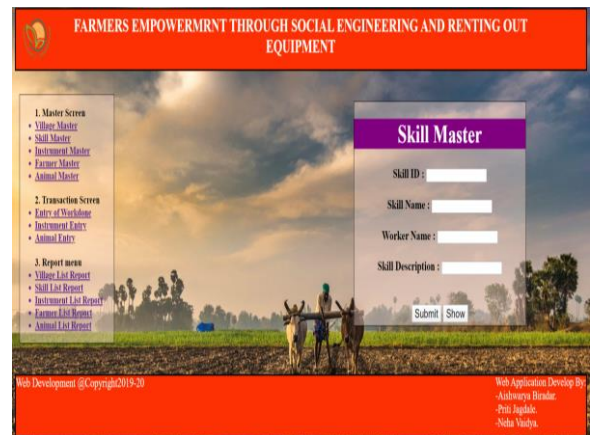 FARMERS EMPOWERMRNT THROUGH SOCIAL ENGINEERING AND RENTING OUT
EQUIPMENT
1. Master Screen
Village Master
Skill Master
Instrument Master
Farmer Master
Animal Master
2. Transaction Screen
Entry of Workdone
Instrument Entry
Animal Entry
3. Report menu
Village List Report
Skill List Report
Instrument List Report
Farmer List Report
Animal List Report
Skill Master
Skill ID :
Skill Name :
Worker Name :
Skill Description :
Submit Show
Web Development @Copyright2019-20
Web Application Develop By:
-Aishwarya Biradar.
-Priti Jagdale.
-Neha Vaidya.